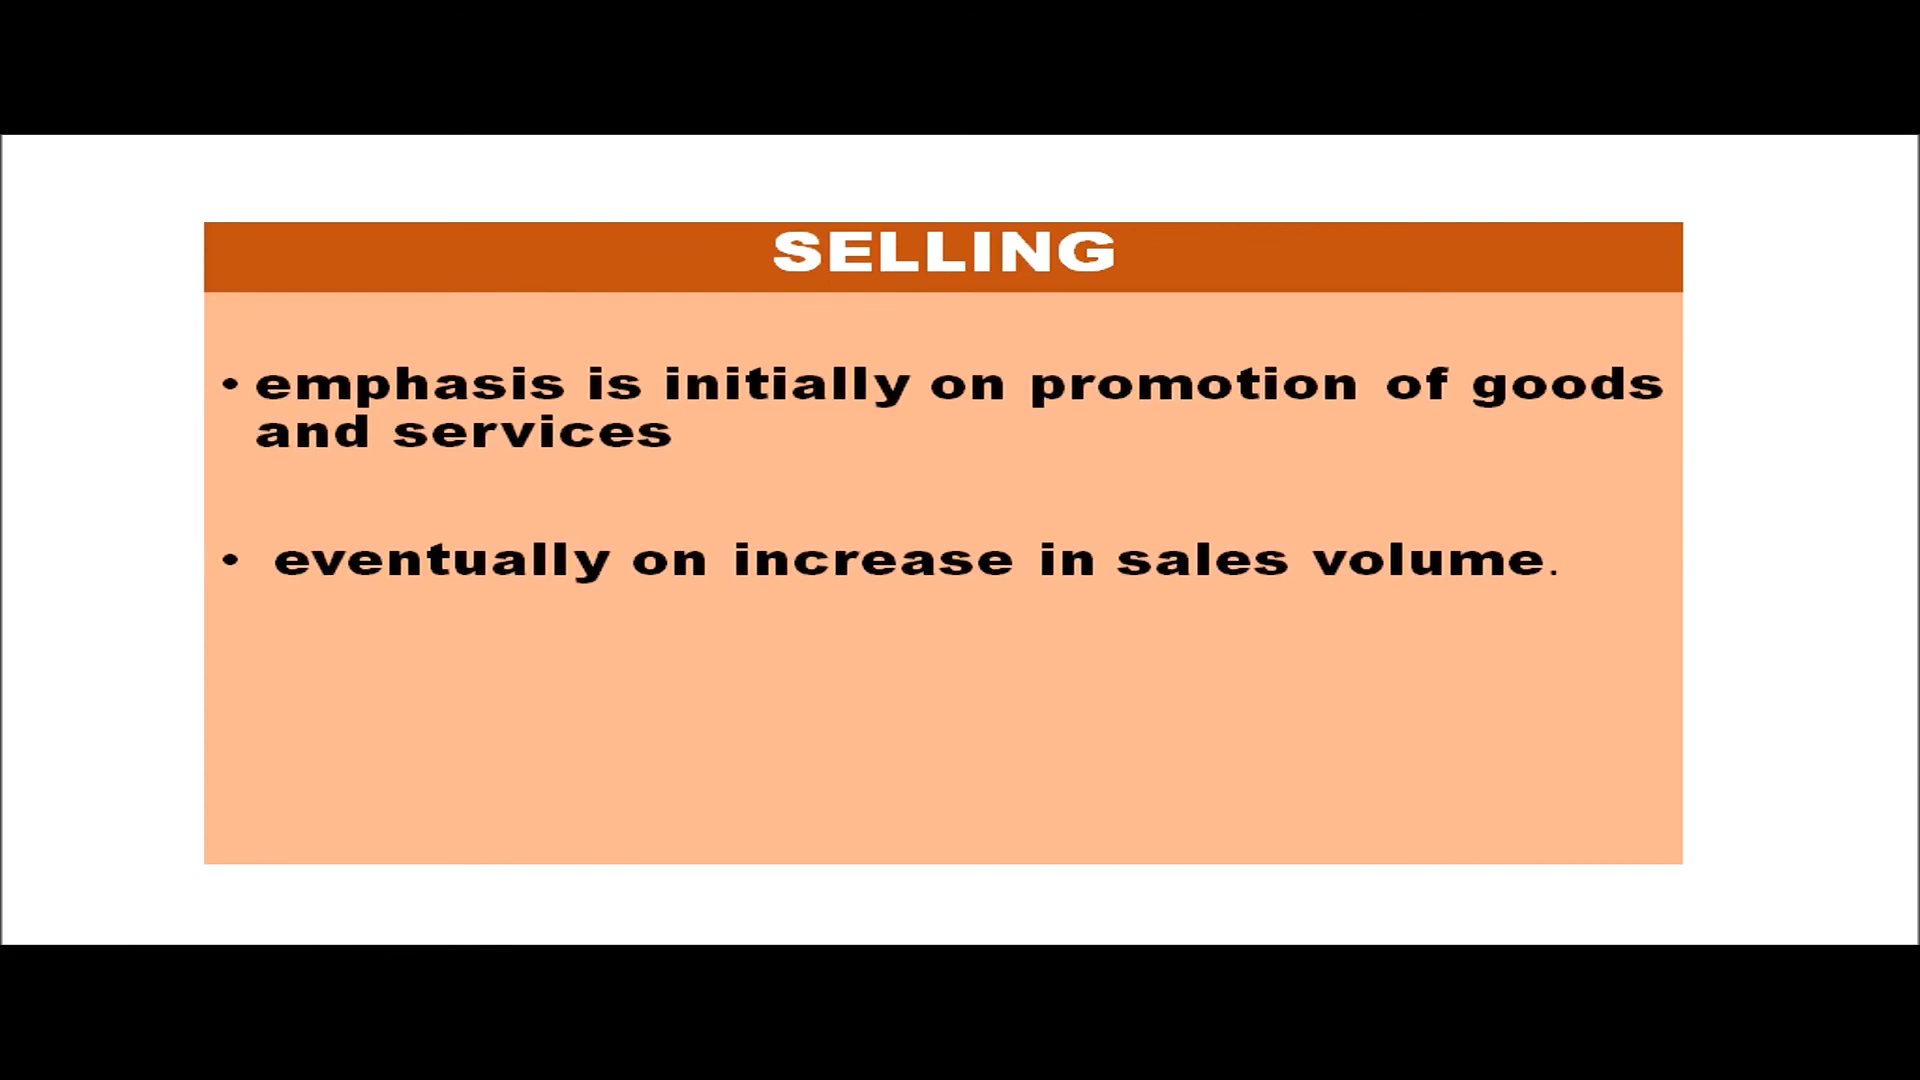 SELLING
• emphasis is initially on promotion of goods
and services
• eventually on increase in sales volume.